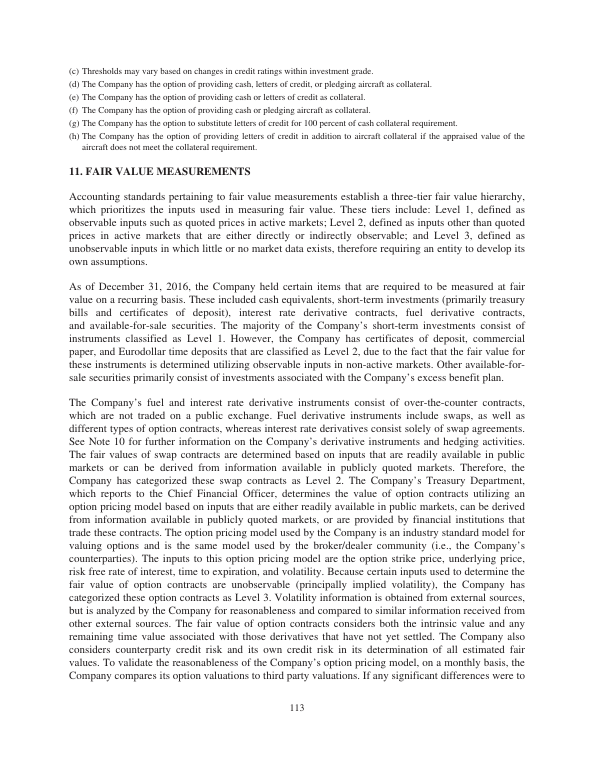 (c) Thresholds may vary based on changes in credit ratings within investment grade.
(d) The Company has the option of providing cash, letters of credit, or pledging aircraft as collateral.
(e) The Company has the option of providing cash or letters of credit as collateral.
(f) The Company has the option of providing cash or pledging aircraft as collateral.
(g) The Company has the option to substitute letters of credit for 100 percent of cash collateral requirement.
(h) The Company has the option of providing letters of credit in addition to aircraft collateral if the appraised value of the
aircraft does not meet the collateral requirement.
11. FAIR VALUE MEASUREMENTS
Accounting standards pertaining to fair value measurements establish a three-tier fair value hierarchy,
which prioritizes the inputs used in measuring fair value. These tiers include: Level 1, defined as
observable inputs such as quoted prices in active markets; Level 2, defined as inputs other than quoted
prices in active markets that are either directly or indirectly observable; and Level 3, defined as
unobservable inputs in which little or no market data exists, therefore requiring an entity to develop its
own assumptions.
As of December 31, 2016, the Company held certain items that are required to be measured at fair
value on a recurring basis. These included cash equivalents, short-term investments (primarily treasury
bills and certificates of deposit), interest rate derivative contracts, fuel derivative contracts,
and available-for-sale securities. The majority of the Company's short-term investments consist of
instruments classified as Level 1. However, the Company has certificates of deposit, commercial
paper, and Eurodollar time deposits that are classified as Level 2, due to the fact that the fair value for
these instruments is determined utilizing observable inputs in non-active markets. Other available-for-
sale securities primarily consist of investments associated with the Company's excess benefit plan.
The Company's fuel and interest rate derivative instruments consist of over-the-counter contracts,
which are not traded on a public exchange. Fuel derivative instruments include swaps, as well as
different types of option contracts, whereas interest rate derivatives consist solely of swap agreements.
See Note 10 for further information on the Company's derivative instruments and hedging activities.
The fair values of swap contracts are determined based on inputs that are readily available in public
markets or can be derived from information available in publicly quoted markets. Therefore, the
Company has categorized these swap contracts as Level 2. The Company's Treasury Department,
which reports to the Chief Financial Officer, determines the value of option contracts utilizing an
option pricing model based on inputs that are either readily available in public markets, can be derived
from information available in publicly quoted markets, or are provided by financial institutions that
trade these contracts. The option pricing model used by the Company is an industry standard model for
valuing options and is the same model used by the broker/dealer community (i.e., the Company's
counterparties). The inputs to this option pricing model are the option strike price, underlying price,
risk free rate of interest, time to expiration, and volatility. Because certain inputs used to determine the
fair value of option contracts are unobservable (principally implied volatility), the Company has
categorized these option contracts as Level 3. Volatility information is obtained from external sources,
but is analyzed by the Company for reasonableness and compared to similar information received from
other external sources. The fair value of option contracts considers both the intrinsic value and any
remaining time value associated with those derivatives that have not yet settled. The Company also
considers counterparty credit risk and its own credit risk in its determination of all estimated fair
values. To validate the reasonableness of the Company's option pricing model, on a monthly basis, the
Company compares its option valuations to third party valuations. If any significant differences were to
113